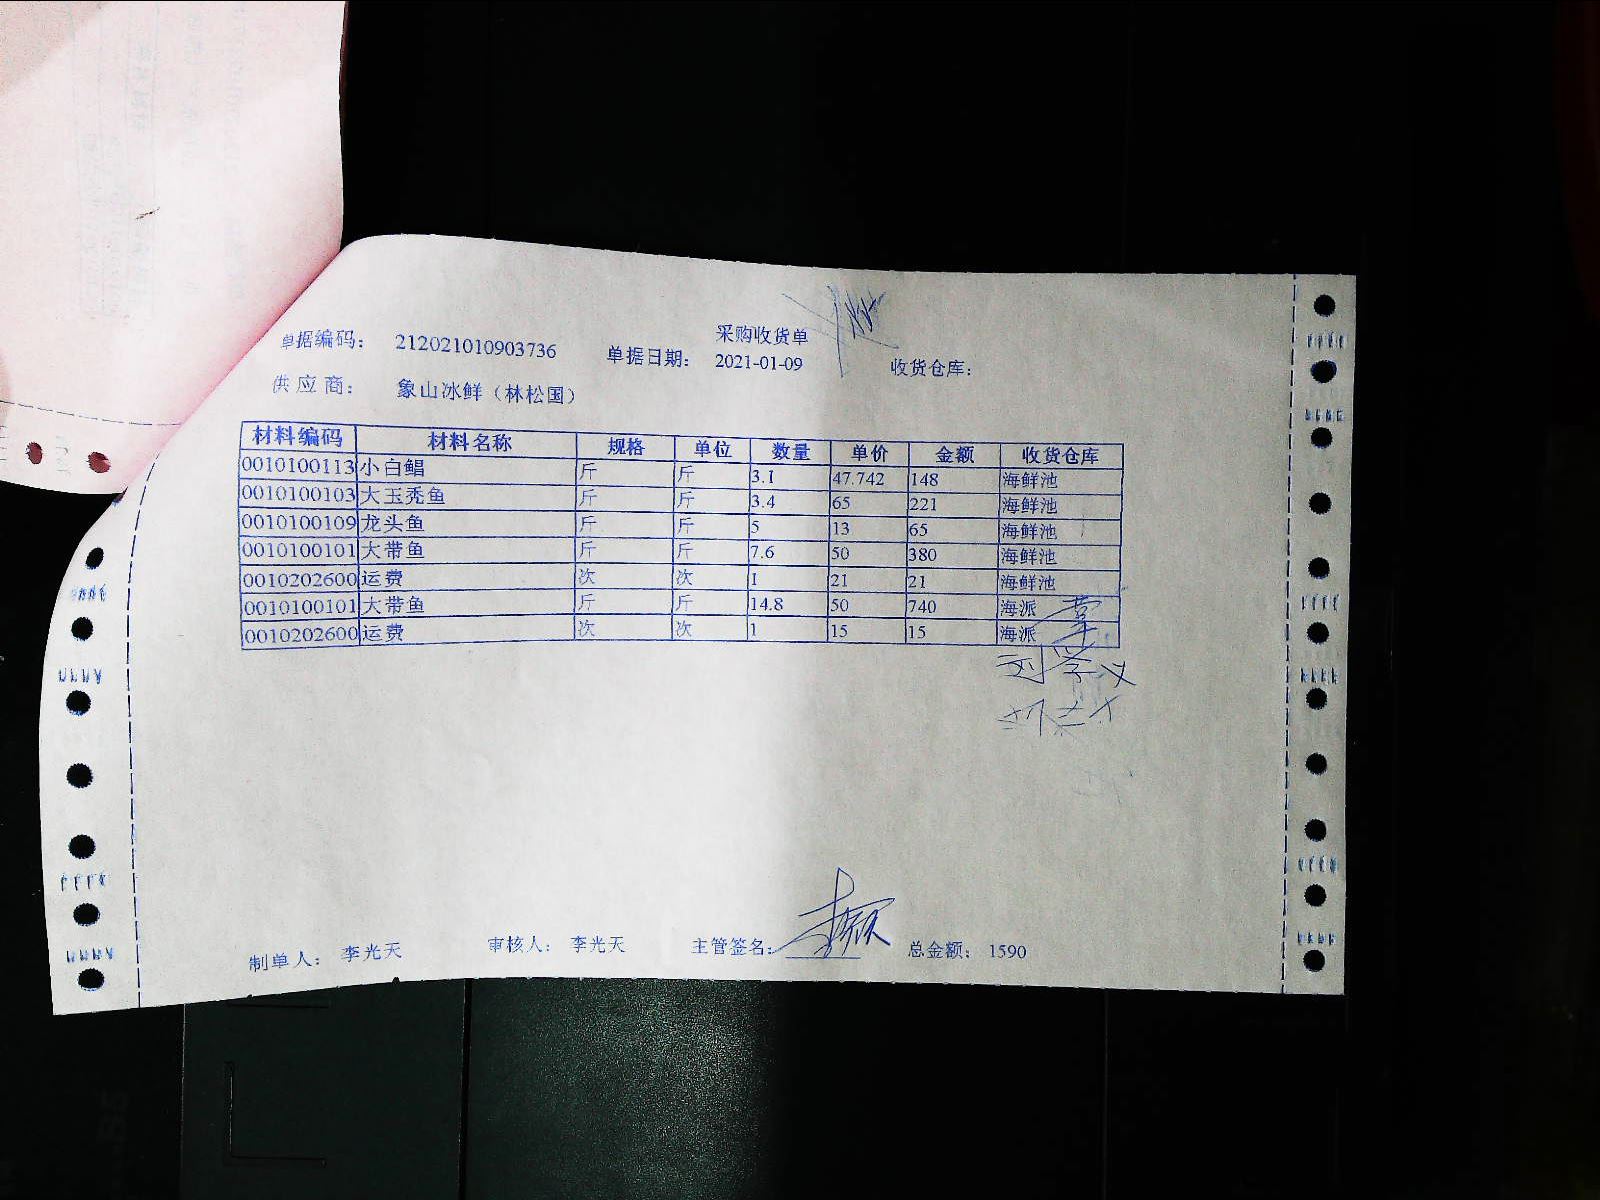 采购收货单
单据编码: 212021010903736 单据日期: 2021-01-09 收货仓库:
供应商: 象山冰鲜（林松国）
材料编码 材料名称 规格 单位 数量 单价 金额 收货仓库
0010100113 小白鲳 斤 斤 3.1 47.742 148 海鲜池
0010100103 大玉秃鱼 斤 斤 3.4 65 221 海鲜池
0010100109 龙头鱼 斤 斤 5 13 65 海鲜池
0010100101 大带鱼 斤 斤 7.6 50 380 海鲜池
0010202600 运费 次 次 1 21 21 海鲜池
0010100101 大带鱼 斤 斤 14.8 50 740 海派
0010202600 运费 次 次 1 15 15 海派
刘学义
制单人: 李光天 审核人: 李光天 主管签名: 总金额: 1590